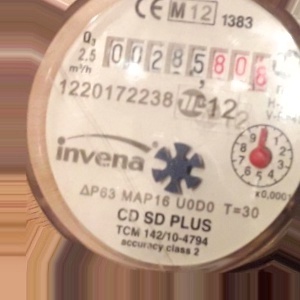 CE M12 1383
Q3
2.5
m³/h
00285808
1220172238 12
invena
ΔP63 MAP16 U0D0 T=30
CD SD PLUS
TCM 142/10-4794
accuracy class 2
x0,0001